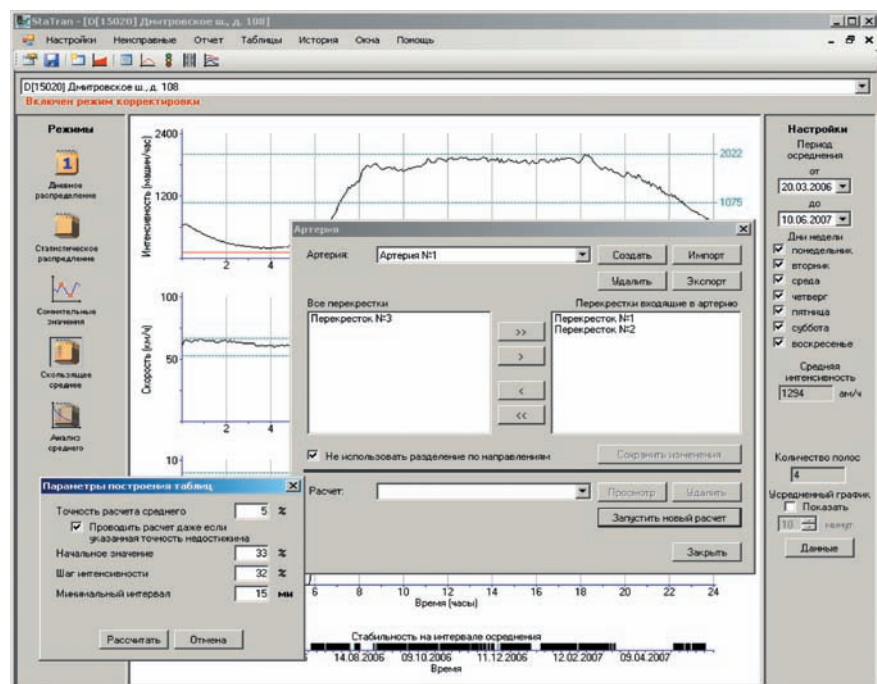 StaTran - [D[15020] Дмитровское ш., д. 108]
Настройки Неисправные Отчет Таблицы История Окна Помощь
D[15020] Дмитровское ш., д. 108
Включен режим корректировки
Режимы
1
Дневное
распределение
Статистическое
распределение
Сомнительные
значения
Скользящее
среднее
Анализ
среднего
Интенсивность (машин/час)
2400
1200
2022
1075
2 4
Скорость (км/ч)
100
50
2 4
10
6 8 10 12 14 16 18 20 22 24
Время (часы)
Стабильность на интервале осреднения
14.08.2006 09.10.2006 11.12.2006 12.02.2007 09.04.2007
Время
Артерия
Артерия: Артерия №1 Создать Импорт
Удалить Экспорт
Все перекрестки Перекрестки входящие в артерию
Перекресток №3
Перекресток №1
Перекресток №2
>>
>
<
<<
Не использовать разделение по направлениям Сохранить изменения
Расчет: Просмотр Удалить
Запустить новый расчет
Закрыть
Параметры построения таблиц
Точность расчета среднего 5 %
Проводить расчет даже если
указанная точность недостижима
Начальное значение 33 %
Шаг интенсивности 32 %
Минимальный интервал 15 мин
Рассчитать Отмена
Настройки
Период
осреднения
от
20.03.2006
до
10.06.2007
Дни недели
понедельник
вторник
среда
четверг
пятница
суббота
воскресенье
Средняя
интенсивность
1294 ам/ч
Количество полос
4
Усредненный график
Показать
10 минут
Данные